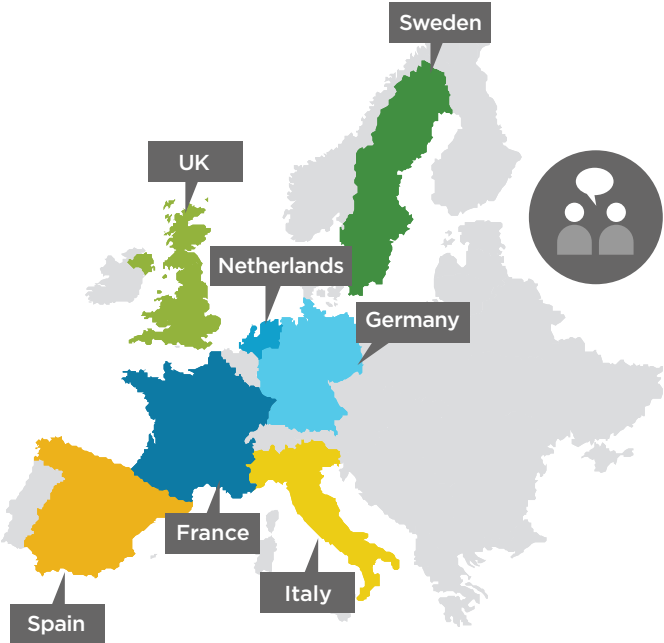 Sweden
UK
Netherlands
Germany
France
Italy
Spain